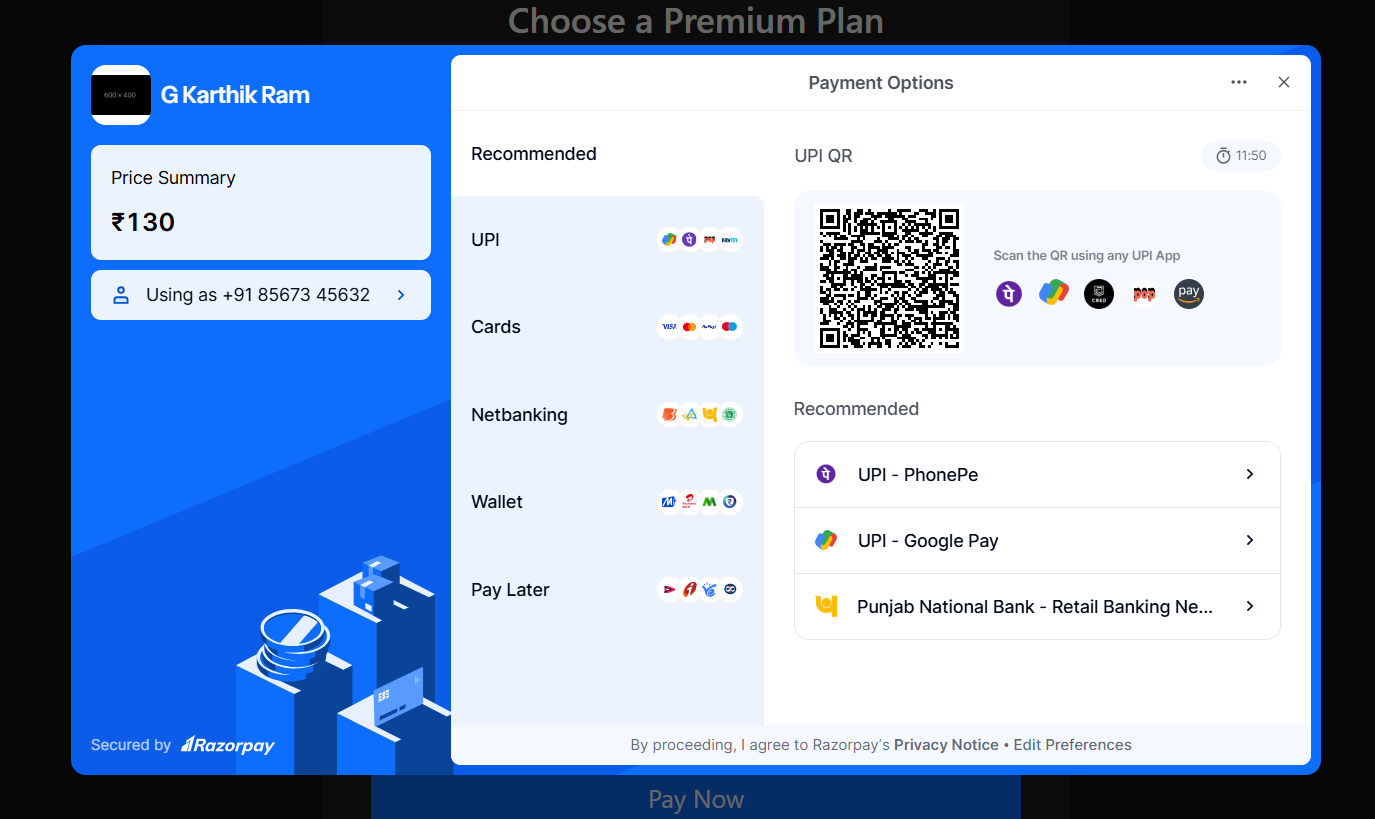 Choose a Premium Plan
600 × 400
G Karthik Ram
Price Summary
₹130
Using as +91 85673 45632
Secured by Razorpay
Payment Options
Recommended
UPI
Cards
Netbanking
Wallet
Pay Later
UPI QR
11:50
Scan the QR using any UPI App
Recommended
UPI - PhonePe
UPI - Google Pay
Punjab National Bank - Retail Banking Ne...
By proceeding, I agree to Razorpay's Privacy Notice • Edit Preferences
Pay Now
पे
पे
CRED
pop
pay
VISA
paytm